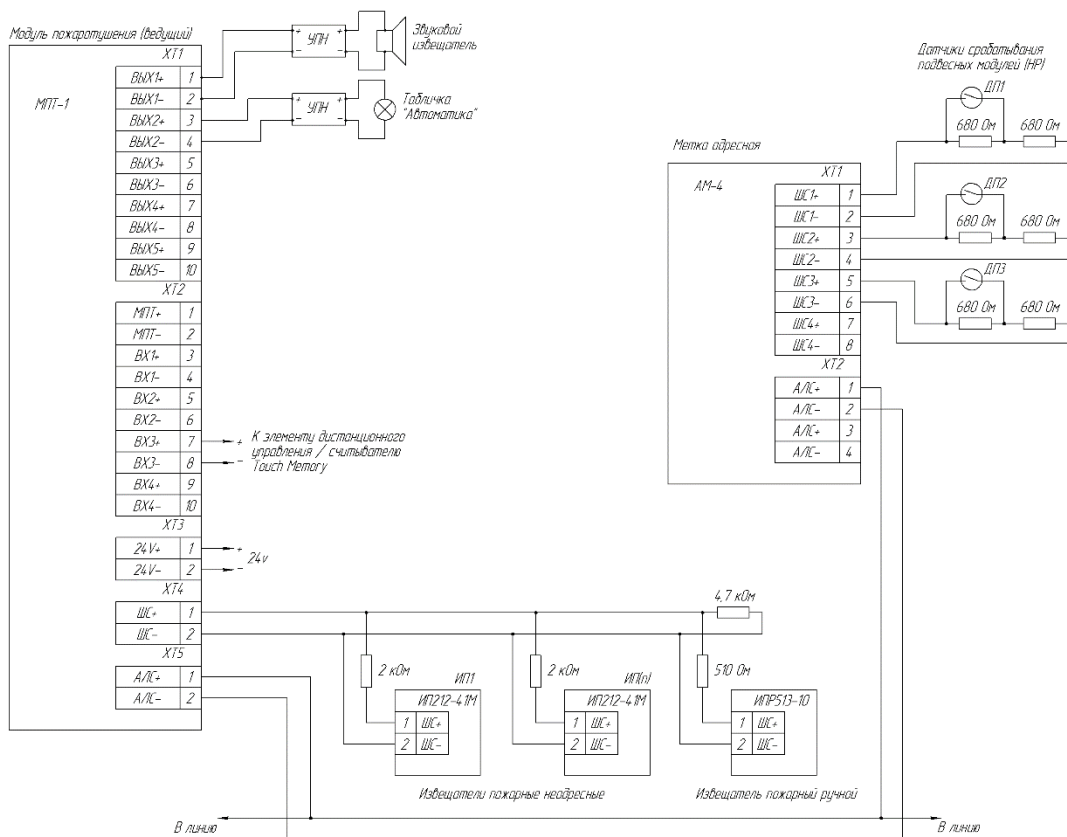 Модуль пожаротушения (ведущий)
МПТ-1
XT1
ВЫХ1+ 1
ВЫХ1- 2
ВЫХ2+ 3
ВЫХ2- 4
ВЫХ3+ 5
ВЫХ3- 6
ВЫХ4+ 7
ВЫХ4- 8
ВЫХ5+ 9
ВЫХ5- 10
XT2
МПТ+ 1
МПТ- 2
ВХ1+ 3
ВХ1- 4
ВХ2+ 5
ВХ2- 6
ВХ3+ 7
ВХ3- 8
ВХ4+ 9
ВХ4- 10
XT3
24V+ 1
24V- 2
XT4
ШС+ 1
ШС- 2
XT5
АЛС+ 1
АЛС- 2
+ УПН +
- -
Звуковой
извещатель
+ УПН +
- -
Табличка
"Автоматика"
+ К элементу дистанционного
управления / считывателю
- Touch Memory
+
24v
-
4,7 кОм
2 кОм
2 кОм
510 Ом
ИП1
ИП212-41М
1 ШС+
2 ШС-
ИП(n)
ИП212-41М
1 ШС+
2 ШС-
ИПР513-10
1 ШС+
2 ШС-
Извещатели пожарные неадресные
Извещатель пожарный ручной
В линию
В линию
Метка адресная
АМ-4
XT1
ШС1+ 1
ШС1- 2
ШС2+ 3
ШС2- 4
ШС3+ 5
ШС3- 6
ШС4+ 7
ШС4- 8
XT2
АЛС+ 1
АЛС- 2
АЛС+ 3
АЛС- 4
Датчики срабатывания
подвесных модулей (НР)
ДП1
680 Ом 680 Ом
ДП2
680 Ом 680 Ом
ДП3
680 Ом 680 Ом